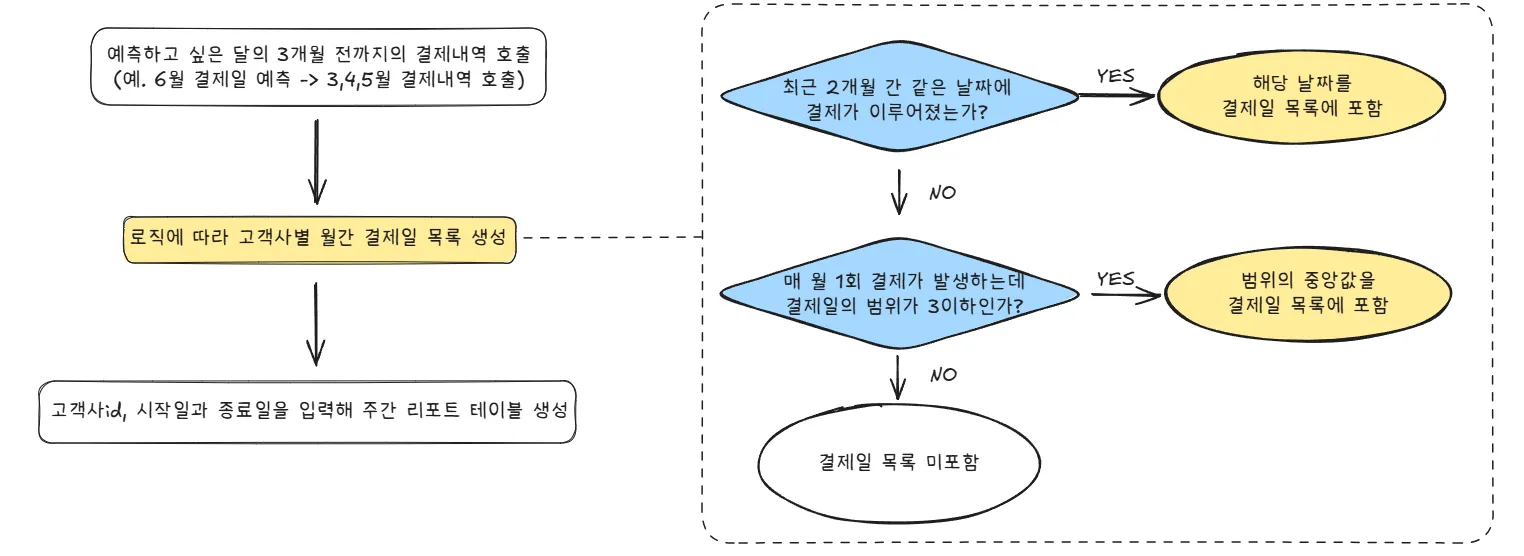 예측하고 싶은 달의 3개월 전까지의 결제내역 호출
(예. 6월 결제일 예측 -> 3,4,5월 결제내역 호출)
로직에 따라 고객사별 월간 결제일 목록 생성
고객사id, 시작일과 종료일을 입력해 주간 리포트 테이블 생성
최근 2개월 간 같은 날짜에
결제가 이루어졌는가?
YES
해당 날짜를
결제일 목록에 포함
NO
매 월 1회 결제가 발생하는데
결제일의 범위가 3이하인가?
YES
범위의 중앙값을
결제일 목록에 포함
NO
결제일 목록 미포함